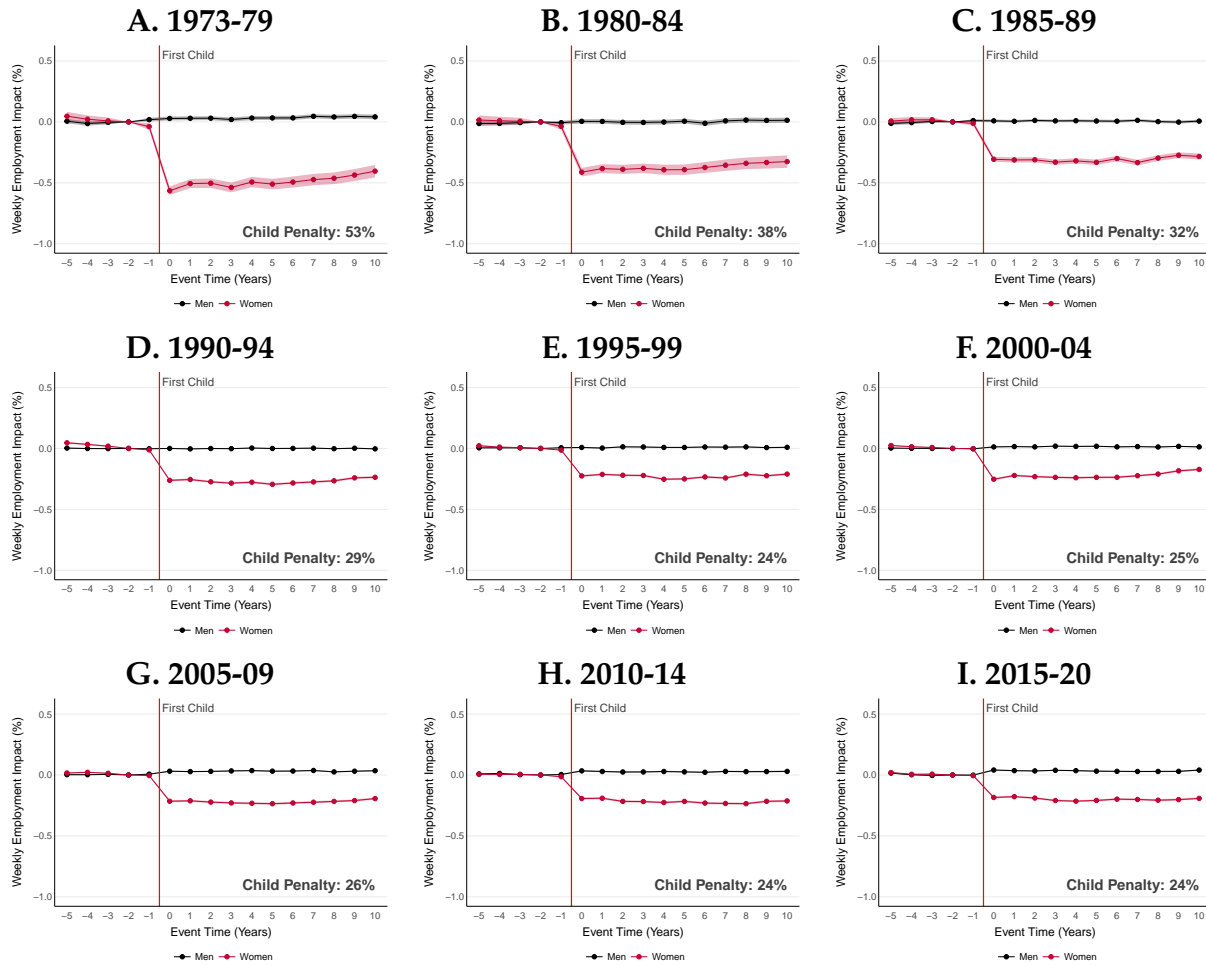 A. 1973-79
Weekly Employment Impact (%)
0.5
0.0
−0.5
−1.0
First Child
Child Penalty: 53%
−5 −4 −3 −2 −1 0 1 2 3 4 5 6 7 8 9 10
Event Time (Years)
Men Women
B. 1980-84
Weekly Employment Impact (%)
0.5
0.0
−0.5
−1.0
First Child
Child Penalty: 38%
−5 −4 −3 −2 −1 0 1 2 3 4 5 6 7 8 9 10
Event Time (Years)
Men Women
C. 1985-89
Weekly Employment Impact (%)
0.5
0.0
−0.5
−1.0
First Child
Child Penalty: 32%
−5 −4 −3 −2 −1 0 1 2 3 4 5 6 7 8 9 10
Event Time (Years)
Men Women
D. 1990-94
Weekly Employment Impact (%)
0.5
0.0
−0.5
−1.0
First Child
Child Penalty: 29%
−5 −4 −3 −2 −1 0 1 2 3 4 5 6 7 8 9 10
Event Time (Years)
Men Women
E. 1995-99
Weekly Employment Impact (%)
0.5
0.0
−0.5
−1.0
First Child
Child Penalty: 24%
−5 −4 −3 −2 −1 0 1 2 3 4 5 6 7 8 9 10
Event Time (Years)
Men Women
F. 2000-04
Weekly Employment Impact (%)
0.5
0.0
−0.5
−1.0
First Child
Child Penalty: 25%
−5 −4 −3 −2 −1 0 1 2 3 4 5 6 7 8 9 10
Event Time (Years)
Men Women
G. 2005-09
Weekly Employment Impact (%)
0.5
0.0
−0.5
−1.0
First Child
Child Penalty: 26%
−5 −4 −3 −2 −1 0 1 2 3 4 5 6 7 8 9 10
Event Time (Years)
Men Women
H. 2010-14
Weekly Employment Impact (%)
0.5
0.0
−0.5
−1.0
First Child
Child Penalty: 24%
−5 −4 −3 −2 −1 0 1 2 3 4 5 6 7 8 9 10
Event Time (Years)
Men Women
I. 2015-20
Weekly Employment Impact (%)
0.5
0.0
−0.5
−1.0
First Child
Child Penalty: 24%
−5 −4 −3 −2 −1 0 1 2 3 4 5 6 7 8 9 10
Event Time (Years)
Men Women